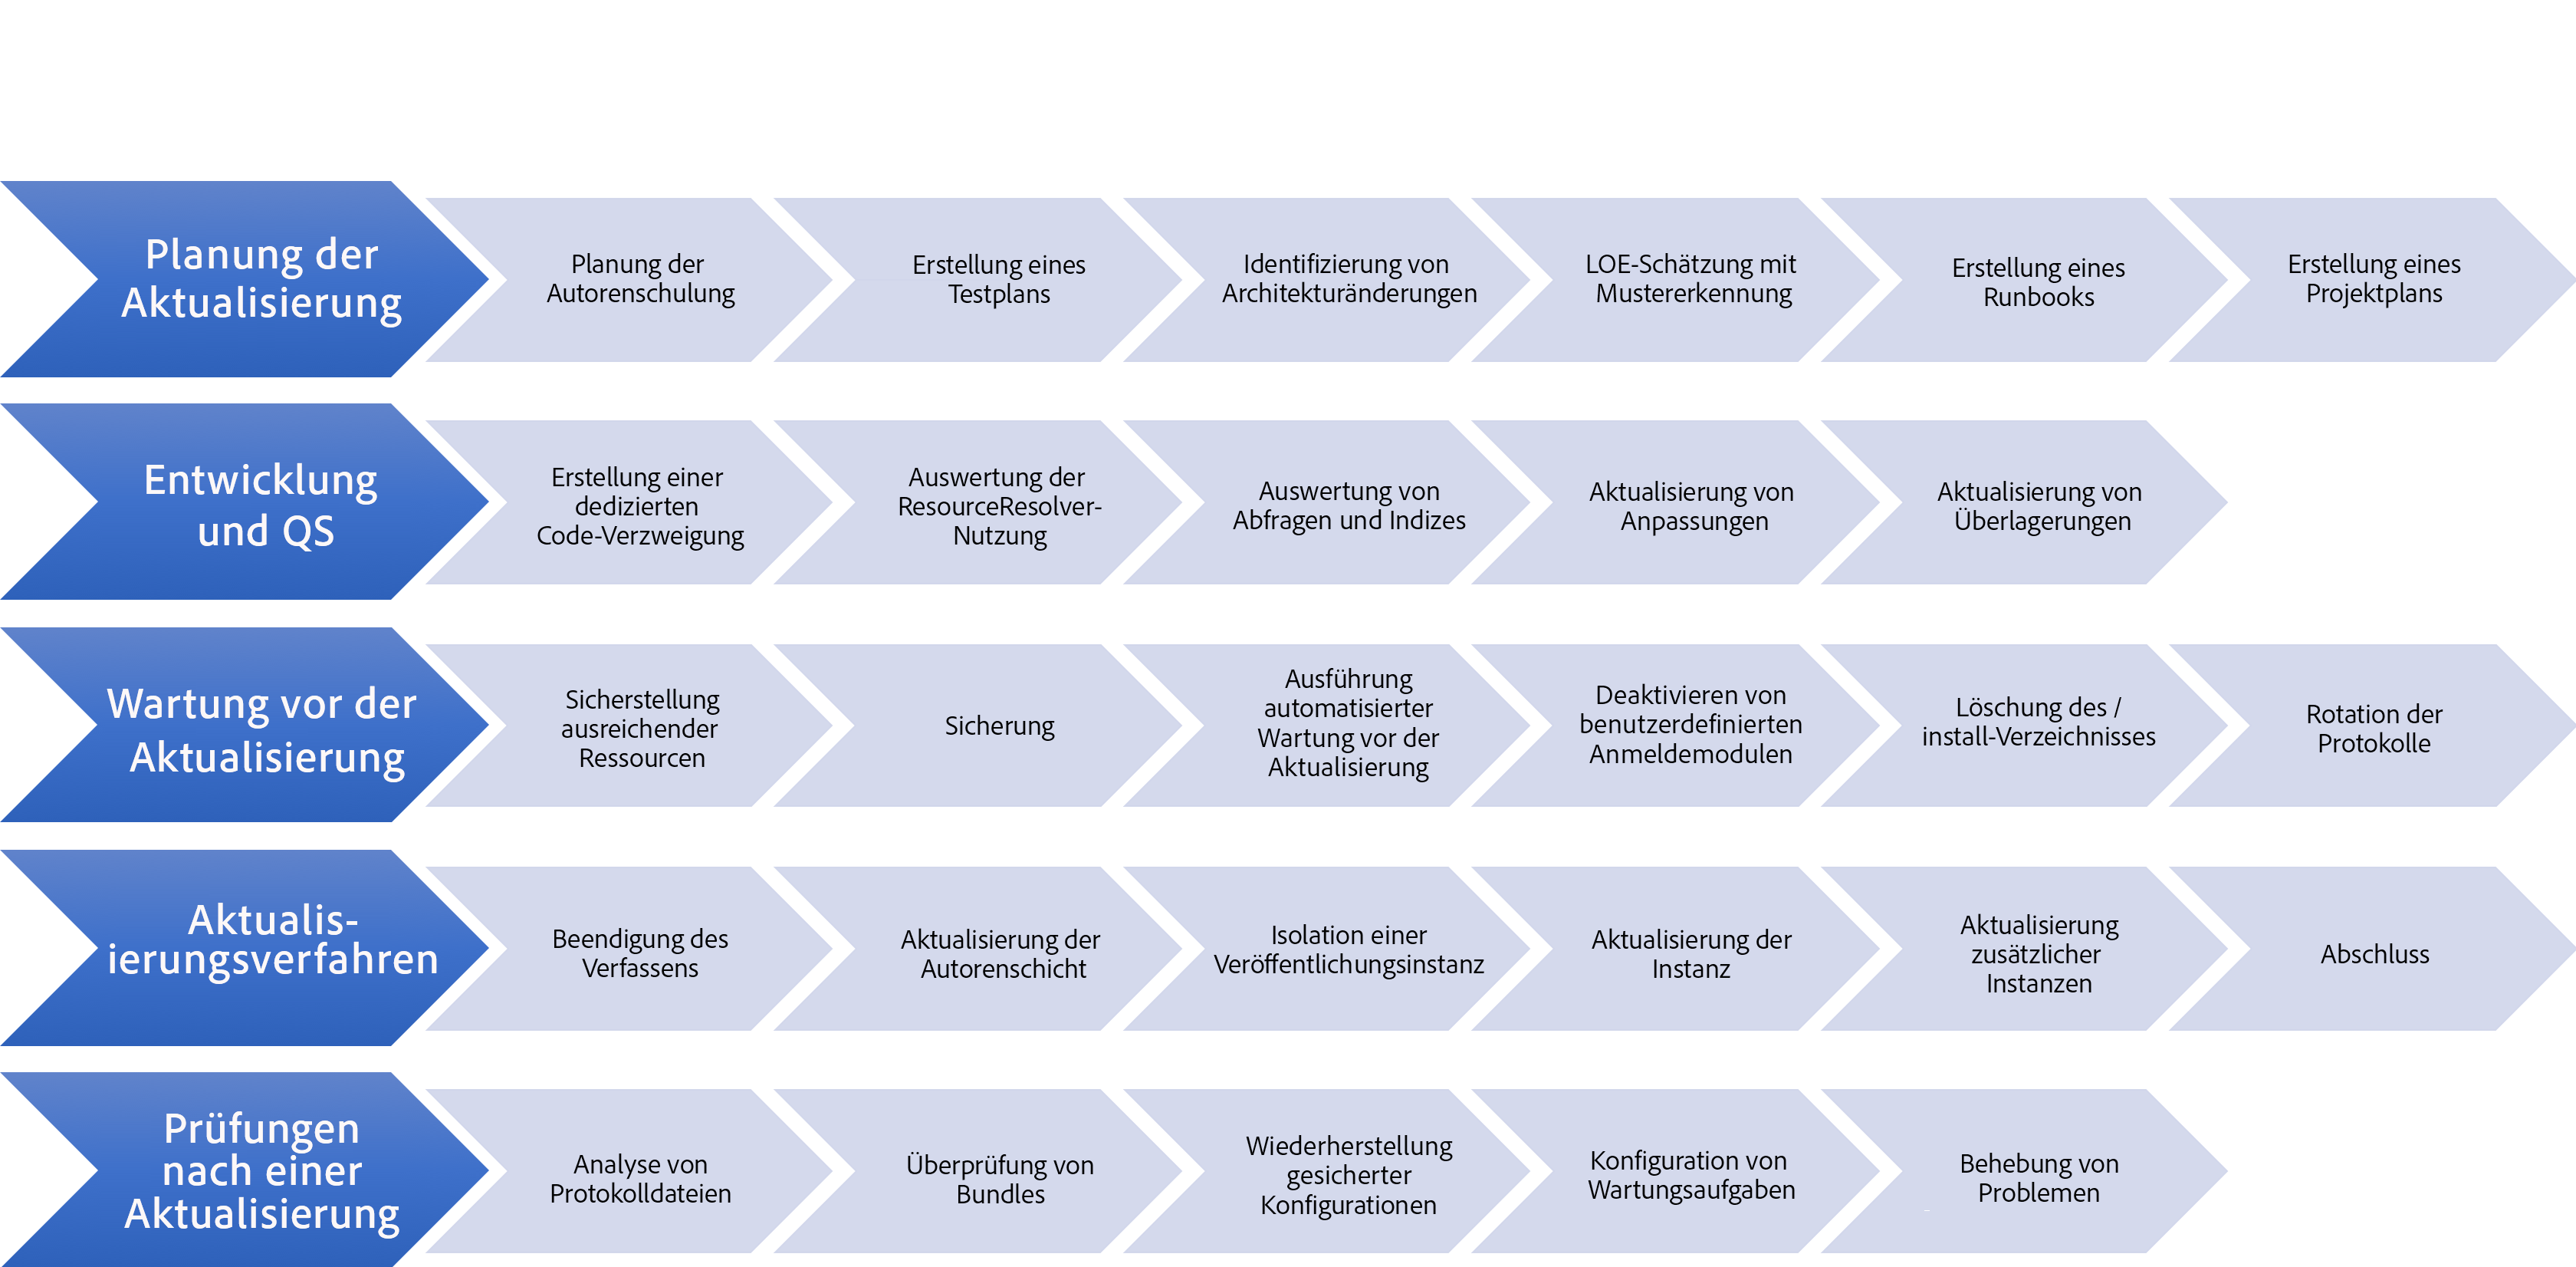 Planung der
Aktualisierung
Planung der
Autorenschulung
Erstellung eines
Testplans
Identifizierung von
Architekturänderungen
LOE-Schätzung mit
Mustererkennung
Erstellung eines
Runbooks
Erstellung eines
Projektplans
Entwicklung
und QS
Erstellung einer
dedizierten
Code-Verzweigung
Auswertung der
ResourceResolver-
Nutzung
Auswertung von
Abfragen und Indizes
Aktualisierung von
Anpassungen
Aktualisierung von
Überlagerungen
Wartung vor der
Aktualisierung
Sicherstellung
ausreichender
Ressourcen
Sicherung
Ausführung
automatisierter
Wartung vor der
Aktualisierung
Deaktivieren von
benutzerdefinierten
Anmeldemodulen
Löschung des /
install-Verzeichnisses
Rotation der
Protokolle
Aktualis-
ierungsverfahren
Beendigung des
Verfassens
Aktualisierung der
Autorenschicht
Isolation einer
Veröffentlichungsinstanz
Aktualisierung der
Instanz
Aktualisierung
zusätzlicher
Instanzen
Abschluss
Prüfungen
nach einer
Aktualisierung
Analyse von
Protokolldateien
Überprüfung von
Bundles
Wiederherstellung
gesicherter
Konfigurationen
Konfiguration von
Wartungsaufgaben
Behebung von
Problemen